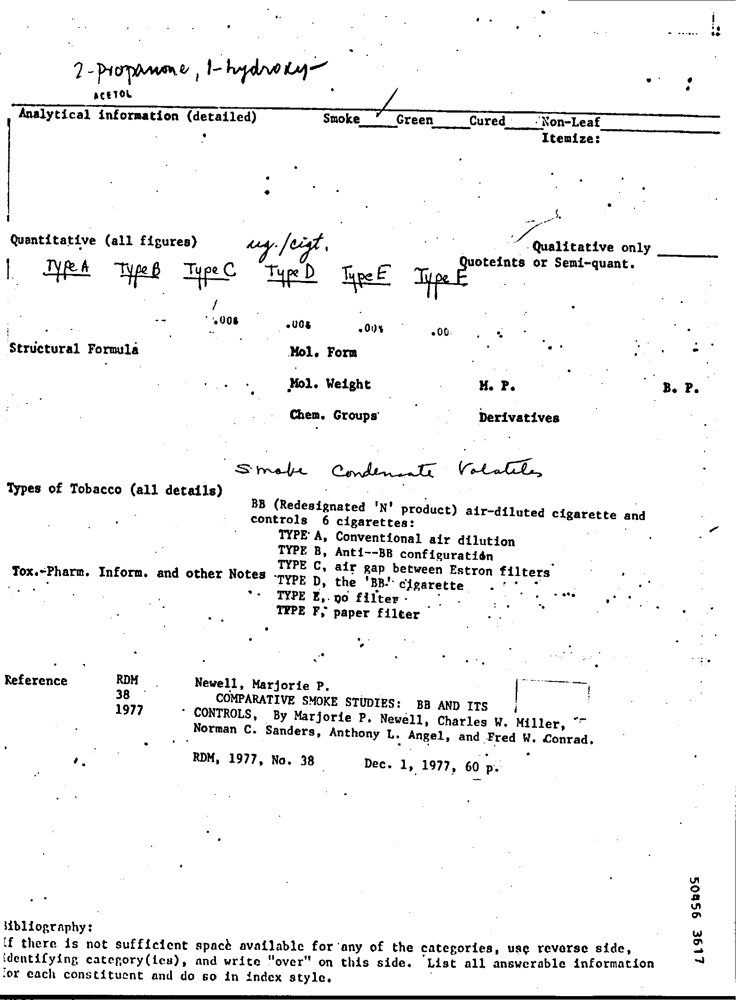 2-propanone, 1-hydroxy-
ACETOL
Analytical information (detailed) Smoke Green Cured Non-Leaf
Itemize:
Quantitative (all figures) ug./cigt. Qualitative only
Quoteints or Semi-quant.
Type A Type B Type C Type D Type E Type F
-- .008 .008 .00
Structural Formula Mol. Form
Mol. Weight M. P. B. P.
Chem. Groups Derivatives
Smoke Condensate Volatiles
Types of Tobacco (all details)
BB (Redesignated 'N' product) air-diluted cigarette and
controls 6 cigarettes:
TYPE A, Conventional air dilution
TYPE B, Anti--BB configuration
TYPE C, air gap between Estron filters
Tox.-Pharm. Inform. and other Notes TYPE D, the 'BB' cigarette
TYPE E, no filter
TYPE F, paper filter
Reference RDM Newell, Marjorie P.
38 COMPARATIVE SMOKE STUDIES: BB AND ITS
1977 CONTROLS, By Marjorie P. Newell, Charles W. Miller,
Norman C. Sanders, Anthony L. Angel, and Fred W. Conrad.
RDM, 1977, No. 38 Dec. 1, 1977, 60 p.
50856 3617
ibliography:
If there is not sufficient space available for any of the categories, use reverse side,
identifying category(ies), and write "over" on this side. List all answerable information
for each constituent and do so in index style.